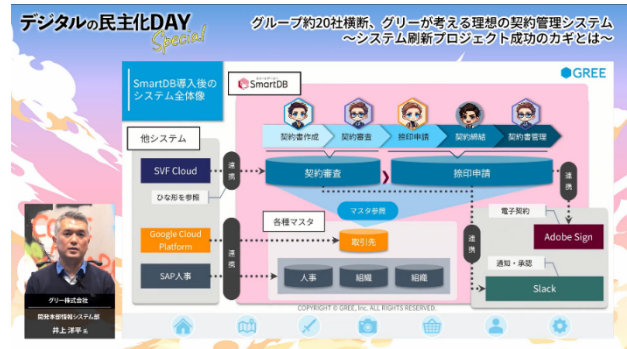 デジタルの民主化DAY
Special
グループ約20社横断、グリーが考える理想の契約管理システム
～システム刷新プロジェクト成功のカギとは～
SmartDB導入後の
システム全体像
SmartDB
GREE
契約書作成
契約審査
捺印申請
契約締結
契約書管理
他システム
SVF Cloud
連携
契約審査
捺印申請
連携
ひな形を参照
マスタ参照
電子契約
各種マスタ
Google Cloud
Platform
取引先
連携
連携
Adobe Sign
SAP人事
人事
組織
組織
通知・承認
Slack
COPYRIGHT © GREE, Inc. ALL RIGHTS RESERVED.
グリー株式会社
開発本部情報システム部
井上 洋平 氏